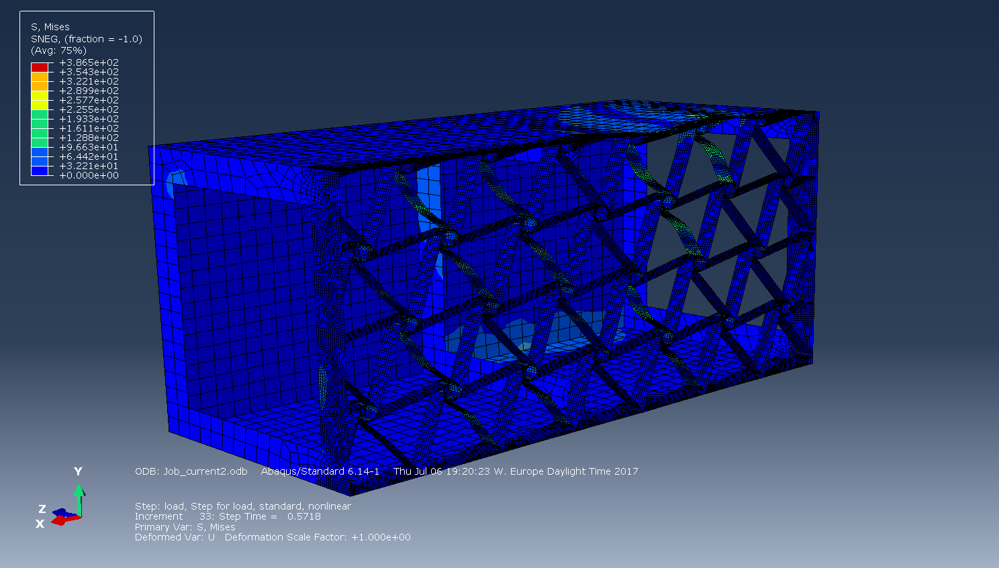 S, Mises
SNEG, (fraction = -1.0)
(Avg: 75%)
+3.865e+02
+3.543e+02
+3.221e+02
+2.899e+02
+2.577e+02
+2.255e+02
+1.933e+02
+1.611e+02
+1.288e+02
+9.663e+01
+6.442e+01
+3.221e+01
+0.000e+00
Y
Z
X
ODB: Job_current2.odb Abaqus/Standard 6.14-1 Thu Jul 06 19:20:23 W. Europe Daylight Time 2017
Step: load, Step for load, standard, nonlinear
Increment 33: Step Time = 0.5718
Primary Var: S, Mises
Deformed Var: U Deformation Scale Factor: +1.000e+00